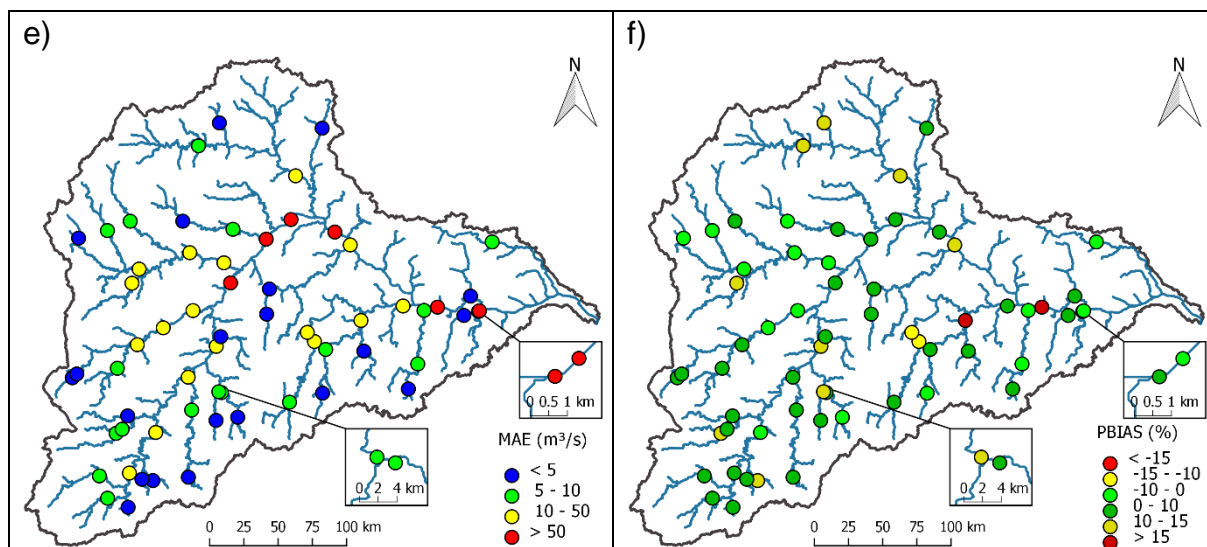 e)
N
0 0.5 1 km
MAE (m³/s)
< 5
5 - 10
10 - 50
> 50
0 2 4 km
0 25 50 75 100 km
f)
N
0 0.5 1 km
PBIAS (%)
< -15
-15 - -10
-10 - 0
0 - 10
10 - 15
> 15
0 2 4 km
0 25 50 75 100 km